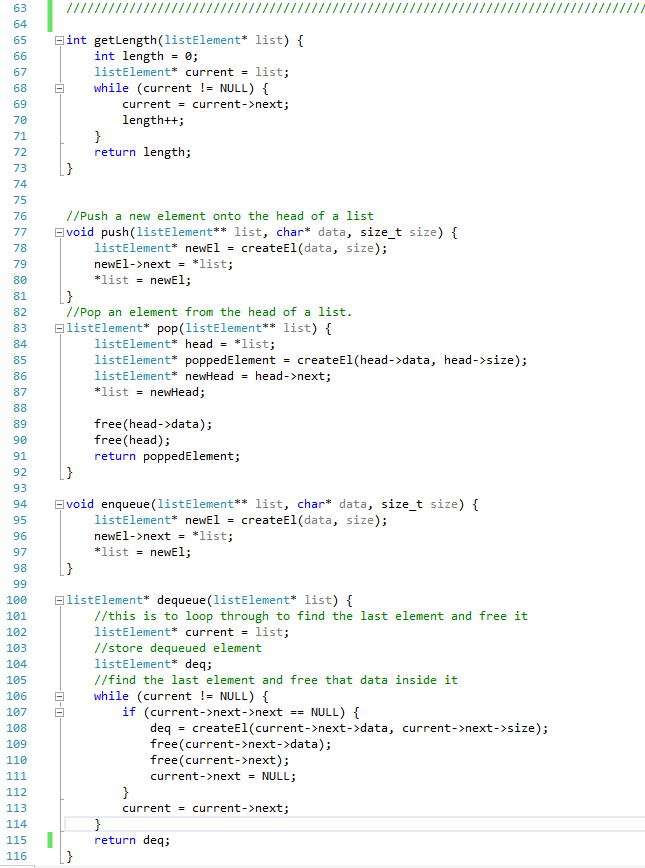 63 ////////////////////////////////////////////////////////////////////////////////////
64
65 int getLength(listElement* list) {
66     int length = 0;
67     listElement* current = list;
68     while (current != NULL) {
69         current = current->next;
70         length++;
71     }
72     return length;
73 }
74
75
76 //Push a new element onto the head of a list
77 void push(listElement** list, char* data, size_t size) {
78     listElement* newEl = createEl(data, size);
79     newEl->next = *list;
80     *list = newEl;
81 }
82 //Pop an element from the head of a list.
83 listElement* pop(listElement** list) {
84     listElement* head = *list;
85     listElement* poppedElement = createEl(head->data, head->size);
86     listElement* newHead = head->next;
87     *list = newHead;
88
89     free(head->data);
90     free(head);
91     return poppedElement;
92 }
93
94 void enqueue(listElement** list, char* data, size_t size) {
95     listElement* newEl = createEl(data, size);
96     newEl->next = *list;
97     *list = newEl;
98 }
99
100 listElement* dequeue(listElement* list) {
101     //this is to loop through to find the last element and free it
102     listElement* current = list;
103     //store dequeued element
104     listElement* deq;
105     //find the last element and free that data inside it
106     while (current != NULL) {
107         if (current->next->next == NULL) {
108             deq = createEl(current->next->data, current->next->size);
109             free(current->next->data);
110             free(current->next);
111             current->next = NULL;
112         }
113         current = current->next;
114     }
115     return deq;
116 }